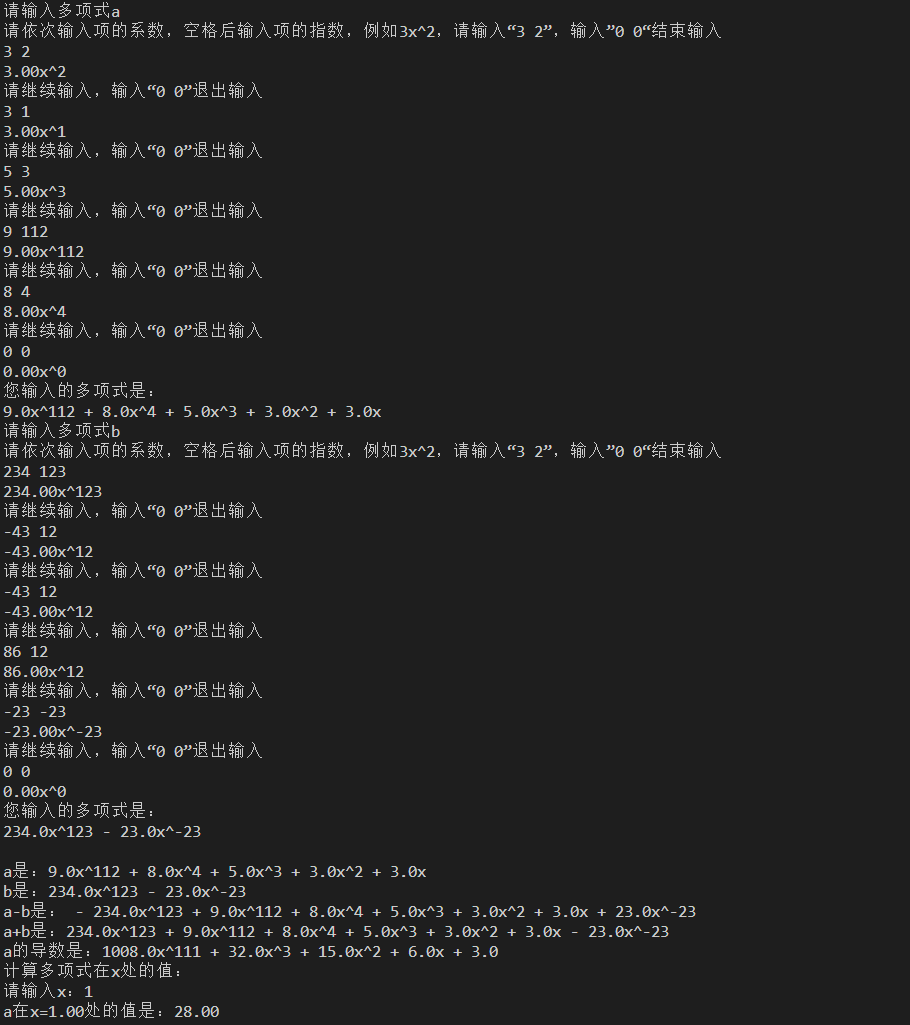 请输入多项式a
请依次输入项的系数，空格后输入项的指数，例如3x^2，请输入“3 2”，输入”0 0“结束输入
3 2
3.00x^2
请继续输入，输入“0 0”退出输入
3 1
3.00x^1
请继续输入，输入“0 0”退出输入
5 3
5.00x^3
请继续输入，输入“0 0”退出输入
9 112
9.00x^112
请继续输入，输入“0 0”退出输入
8 4
8.00x^4
请继续输入，输入“0 0”退出输入
0 0
0.00x^0
您输入的多项式是：
9.0x^112 + 8.0x^4 + 5.0x^3 + 3.0x^2 + 3.0x
请输入多项式b
请依次输入项的系数，空格后输入项的指数，例如3x^2，请输入“3 2”，输入”0 0“结束输入
234 123
234.00x^123
请继续输入，输入“0 0”退出输入
-43 12
-43.00x^12
请继续输入，输入“0 0”退出输入
-43 12
-43.00x^12
请继续输入，输入“0 0”退出输入
86 12
86.00x^12
请继续输入，输入“0 0”退出输入
-23 -23
-23.00x^-23
请继续输入，输入“0 0”退出输入
0 0
0.00x^0
您输入的多项式是：
234.0x^123 - 23.0x^-23

a是：9.0x^112 + 8.0x^4 + 5.0x^3 + 3.0x^2 + 3.0x
b是：234.0x^123 - 23.0x^-23
a-b是： - 234.0x^123 + 9.0x^112 + 8.0x^4 + 5.0x^3 + 3.0x^2 + 3.0x + 23.0x^-23
a+b是：234.0x^123 + 9.0x^112 + 8.0x^4 + 5.0x^3 + 3.0x^2 + 3.0x - 23.0x^-23
a的导数是：1008.0x^111 + 32.0x^3 + 15.0x^2 + 6.0x + 3.0
计算多项式在x处的值：
请输入x：1
a在x=1.00处的值是：28.00